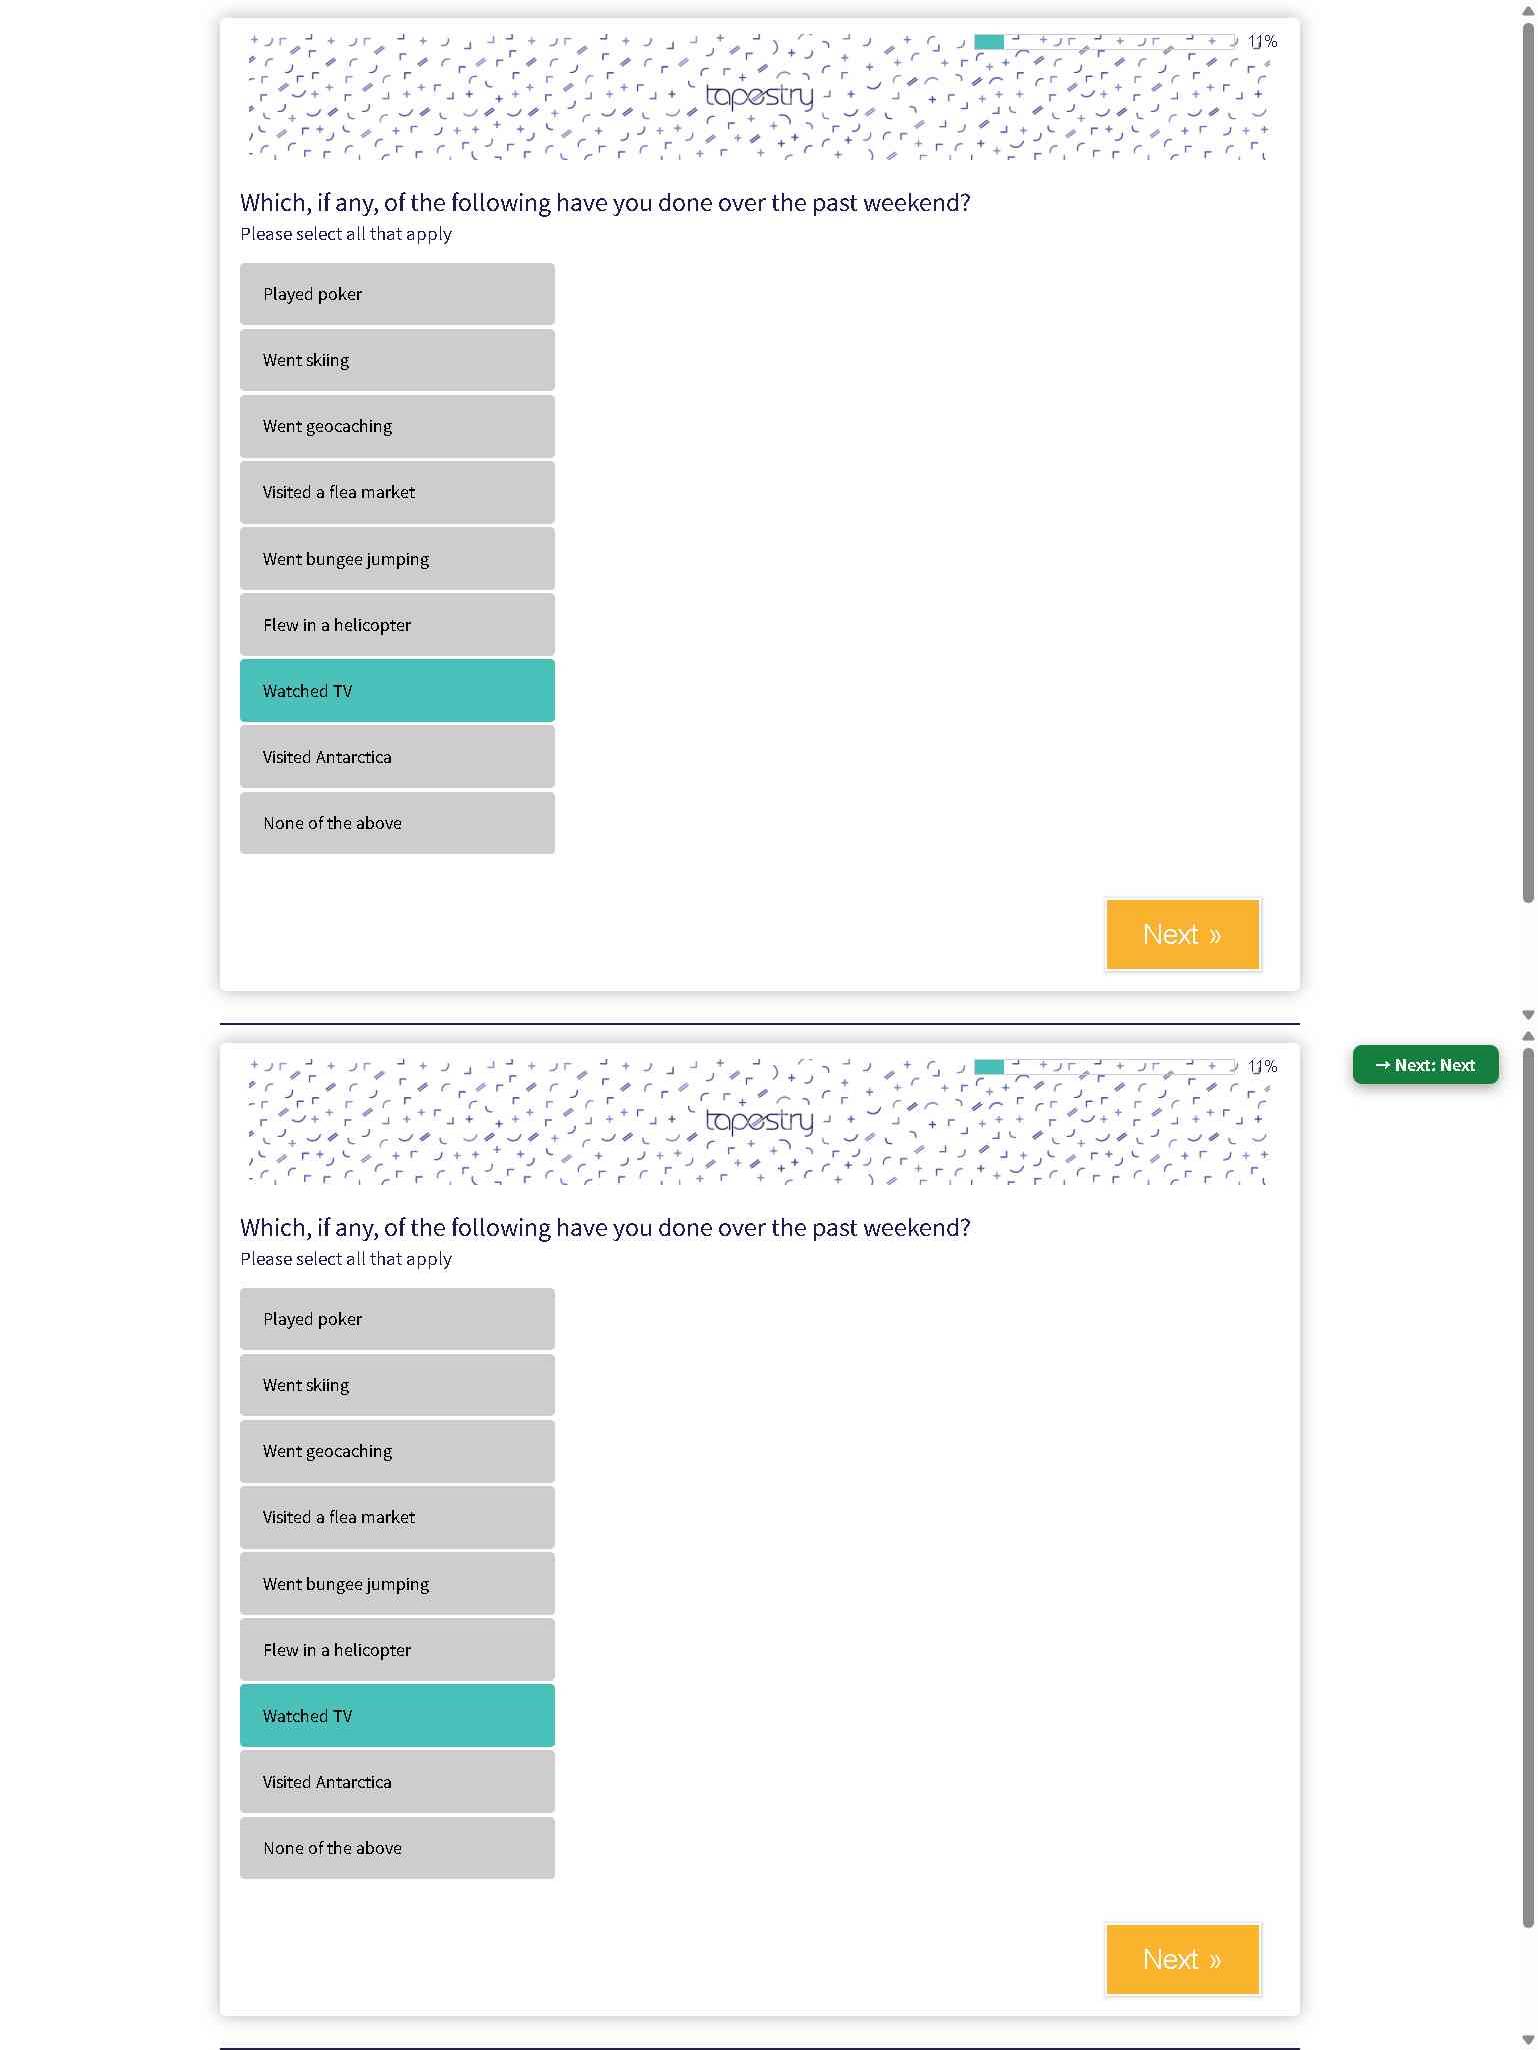 11%
tapestry
Which, if any, of the following have you done over the past weekend?
Please select all that apply
Played poker
Went skiing
Went geocaching
Visited a flea market
Went bungee jumping
Flew in a helicopter
Watched TV
Visited Antarctica
None of the above
Next »
→ Next: Next
11%
tapestry
Which, if any, of the following have you done over the past weekend?
Please select all that apply
Played poker
Went skiing
Went geocaching
Visited a flea market
Went bungee jumping
Flew in a helicopter
Watched TV
Visited Antarctica
None of the above
Next »